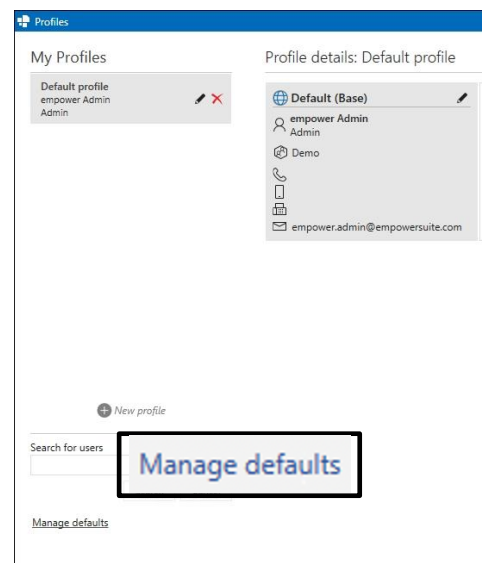 Profiles
My Profiles
Profile details: Default profile
Default profile
empower Admin
Admin
Default (Base)
empower Admin
Admin
Demo
empower.admin@empowersuite.com
New profile
Search for users
Manage defaults
Manage defaults